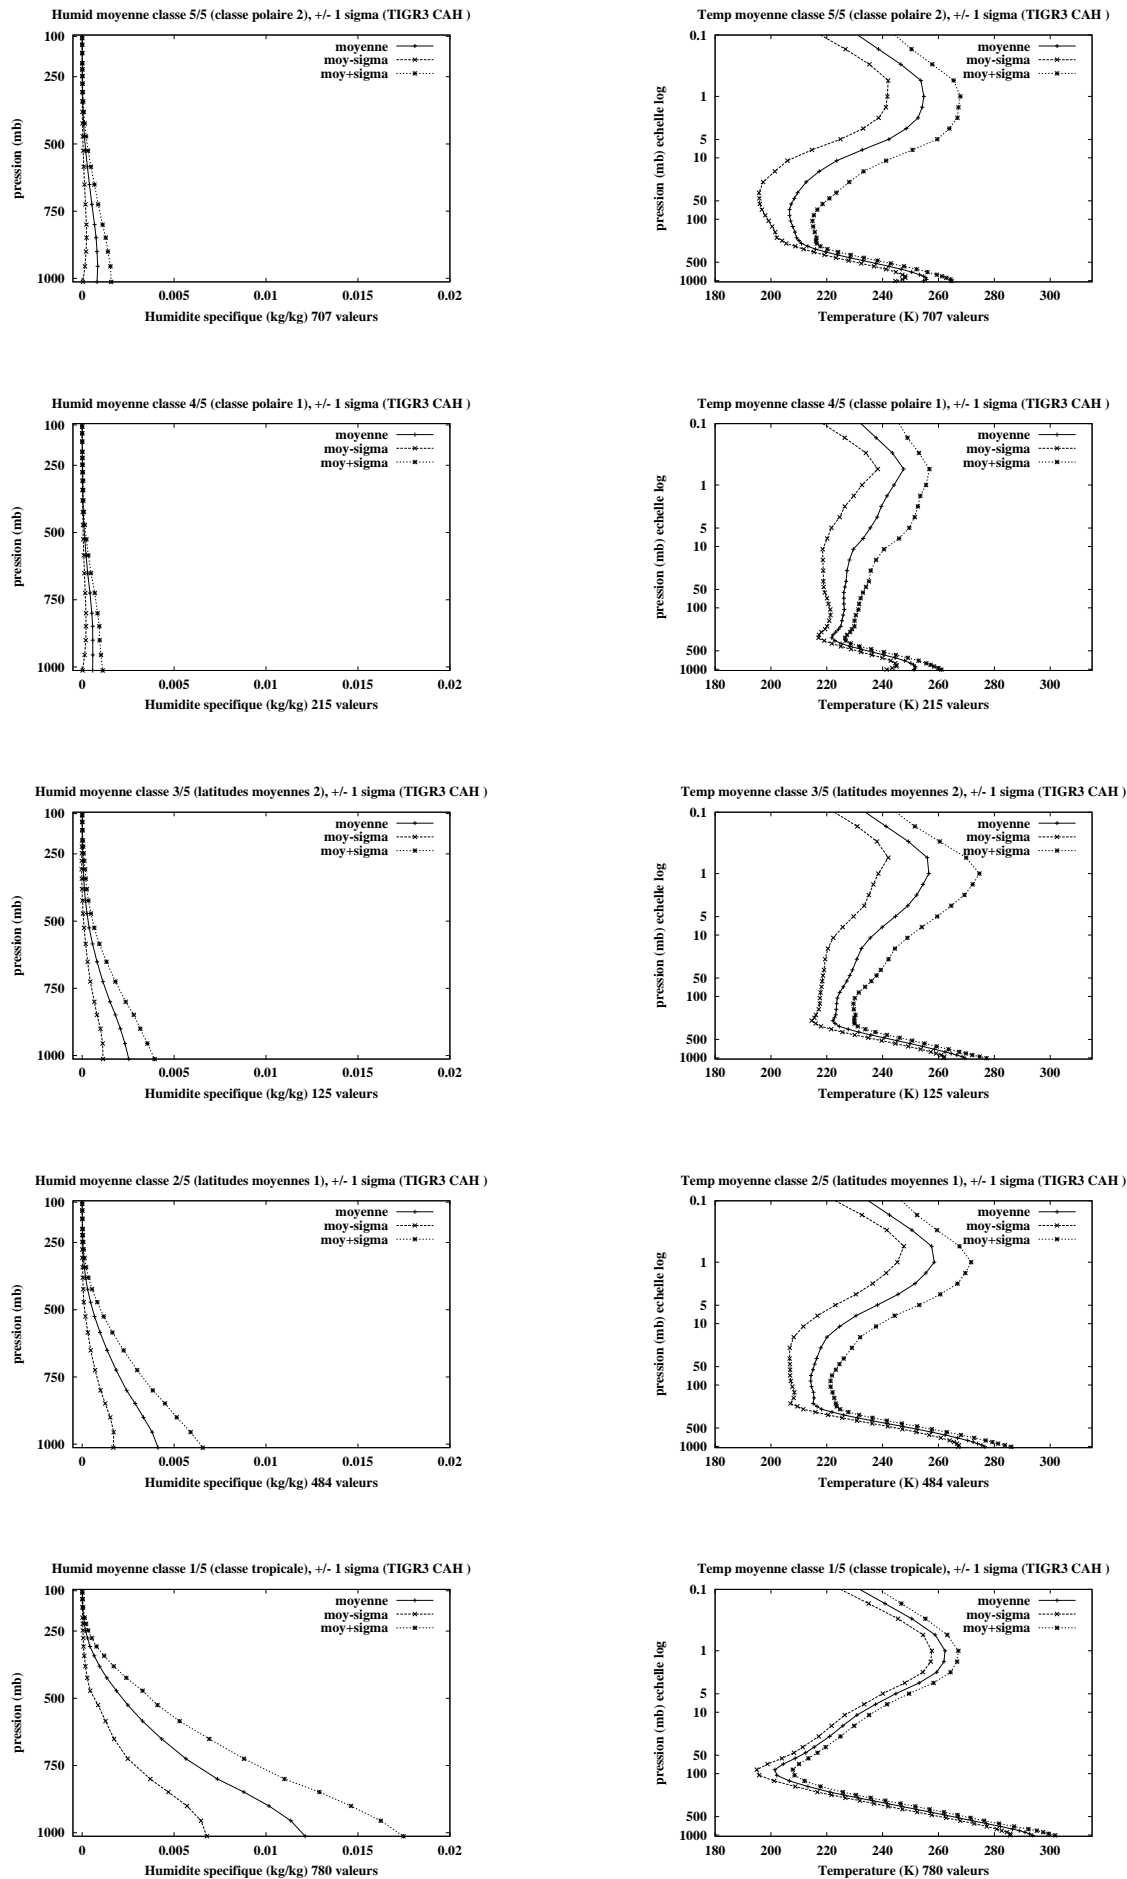 Humid moyenne classe 5/5 (classe polaire 2), +/- 1 sigma (TIGR3 CAH )
moyenne
moy-sigma
moy+sigma
100
250
500
750
1000
pression (mb)
0 0.005 0.01 0.015 0.02
Humidite specifique (kg/kg) 707 valeurs
Temp moyenne classe 5/5 (classe polaire 2), +/- 1 sigma (TIGR3 CAH )
moyenne
moy-sigma
moy+sigma
0.1
1
5
10
50
100
500
1000
pression (mb) echelle log
180 200 220 240 260 280 300
Temperature (K) 707 valeurs
Humid moyenne classe 4/5 (classe polaire 1), +/- 1 sigma (TIGR3 CAH )
moyenne
moy-sigma
moy+sigma
100
250
500
750
1000
pression (mb)
0 0.005 0.01 0.015 0.02
Humidite specifique (kg/kg) 215 valeurs
Temp moyenne classe 4/5 (classe polaire 1), +/- 1 sigma (TIGR3 CAH )
moyenne
moy-sigma
moy+sigma
0.1
1
5
10
50
100
500
1000
pression (mb) echelle log
180 200 220 240 260 280 300
Temperature (K) 215 valeurs
Humid moyenne classe 3/5 (latitudes moyennes 2), +/- 1 sigma (TIGR3 CAH )
moyenne
moy-sigma
moy+sigma
100
250
500
750
1000
pression (mb)
0 0.005 0.01 0.015 0.02
Humidite specifique (kg/kg) 125 valeurs
Temp moyenne classe 3/5 (latitudes moyennes 2), +/- 1 sigma (TIGR3 CAH )
moyenne
moy-sigma
moy+sigma
0.1
1
5
10
50
100
500
1000
pression (mb) echelle log
180 200 220 240 260 280 300
Temperature (K) 125 valeurs
Humid moyenne classe 2/5 (latitudes moyennes 1), +/- 1 sigma (TIGR3 CAH )
moyenne
moy-sigma
moy+sigma
100
250
500
750
1000
pression (mb)
0 0.005 0.01 0.015 0.02
Humidite specifique (kg/kg) 484 valeurs
Temp moyenne classe 2/5 (latitudes moyennes 1), +/- 1 sigma (TIGR3 CAH )
moyenne
moy-sigma
moy+sigma
0.1
1
5
10
50
100
500
1000
pression (mb) echelle log
180 200 220 240 260 280 300
Temperature (K) 484 valeurs
Humid moyenne classe 1/5 (classe tropicale), +/- 1 sigma (TIGR3 CAH )
moyenne
moy-sigma
moy+sigma
100
250
500
750
1000
pression (mb)
0 0.005 0.01 0.015 0.02
Humidite specifique (kg/kg) 780 valeurs
Temp moyenne classe 1/5 (classe tropicale), +/- 1 sigma (TIGR3 CAH )
moyenne
moy-sigma
moy+sigma
0.1
1
5
10
50
100
500
1000
pression (mb) echelle log
180 200 220 240 260 280 300
Temperature (K) 780 valeurs